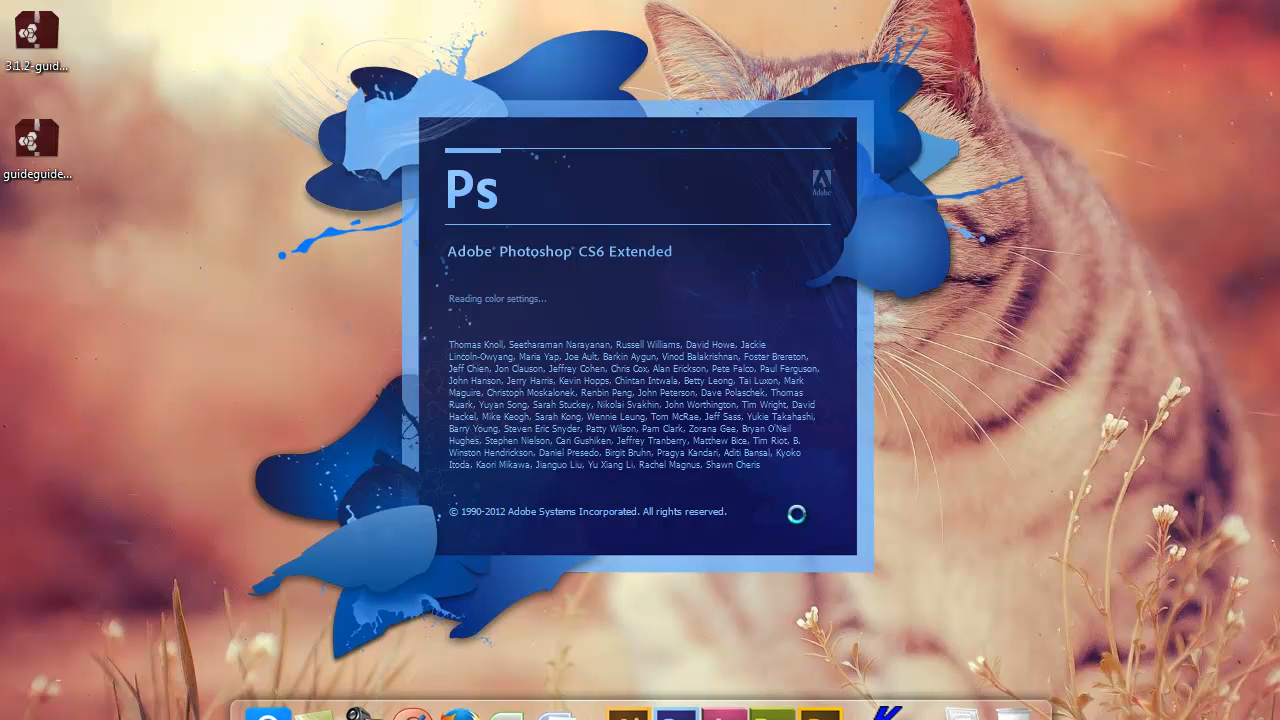 3.1.2-guid...
guideguide...
Ps
Adobe
Adobe® Photoshop® CS6 Extended
Reading color settings...
Thomas Knoll, Seetharaman Narayanan, Russell Williams, David Howe, Jackie
Lincoln-Owyang, Maria Yap, Joe Ault, Barkin Aygun, Vinod Balakrishnan, Foster Brereton,
Jeff Chien, Jon Clauson, Jeffrey Cohen, Chris Cox, Alan Erickson, Pete Falco, Paul Ferguson,
John Hanson, Jerry Harris, Kevin Hopps, Chintan Intwala, Betty Leong, Tai Luxon, Mark
Maguire, Christoph Moskalonek, Renbin Peng, John Peterson, Dave Polaschek, Thomas
Ruark, Yuyan Song, Sarah Stuckey, Nikolai Svakhin, John Worthington, Tim Wright, David
Hackel, Mike Keogh, Sarah Kong, Wennie Leung, Tom McRae, Jeff Sass, Yukie Takahashi,
Barry Young, Steven Eric Snyder, Patty Wilson, Pam Clark, Zorana Gee, Bryan O'Neil
Hughes, Stephen Nielson, Cari Gushiken, Jeffrey Tranberry, Matthew Bice, Tim Riot, B.
Winston Hendrickson, Daniel Presedo, Birgit Bruhn, Pragya Kandari, Aditi Bansal, Kyoko
Itoda, Kaori Mikawa, Jianguo Liu, Yu Xiang Li, Rachel Magnus, Shawn Cheris
© 1990-2012 Adobe Systems Incorporated. All rights reserved.